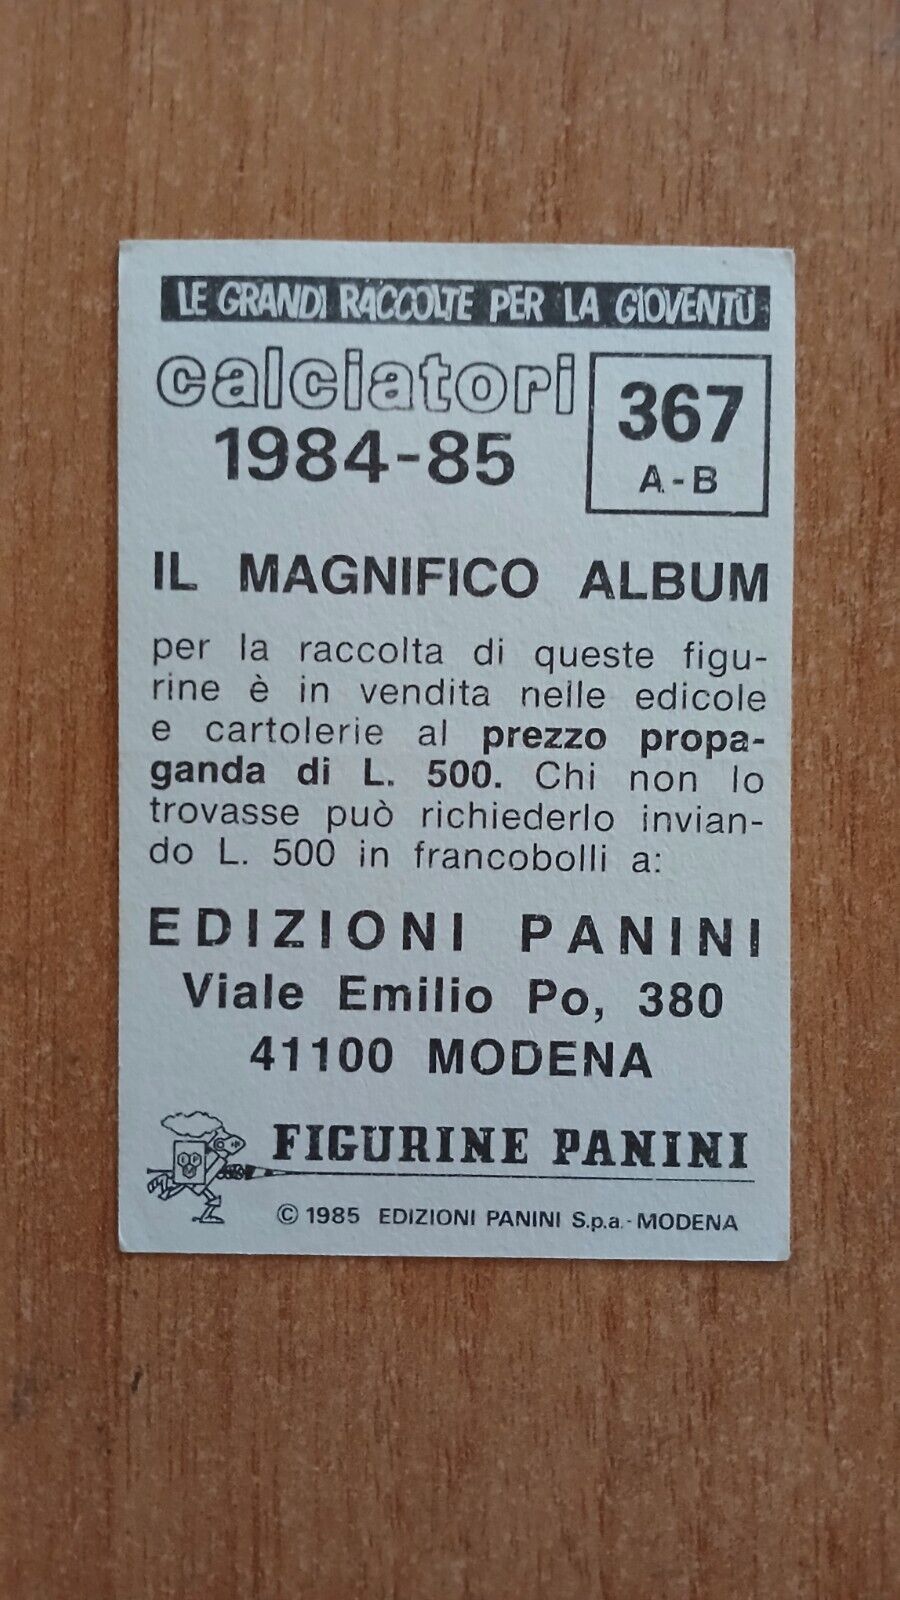 LE GRANDI RACCOLTE PER LA GIOVENTÙ
calciatori
1984-85
367
A-B
IL MAGNIFICO ALBUM
per la raccolta di queste figu-
rine è in vendita nelle edicole
e cartolerie al prezzo propa-
ganda di L. 500. Chi non lo
trovasse può richiederlo invian-
do L. 500 in francobolli a:
EDIZIONI PANINI
Viale Emilio Po, 380
41100 MODENA
FIGURINE PANINI
© 1985 EDIZIONI PANINI S.p.a.-MODENA